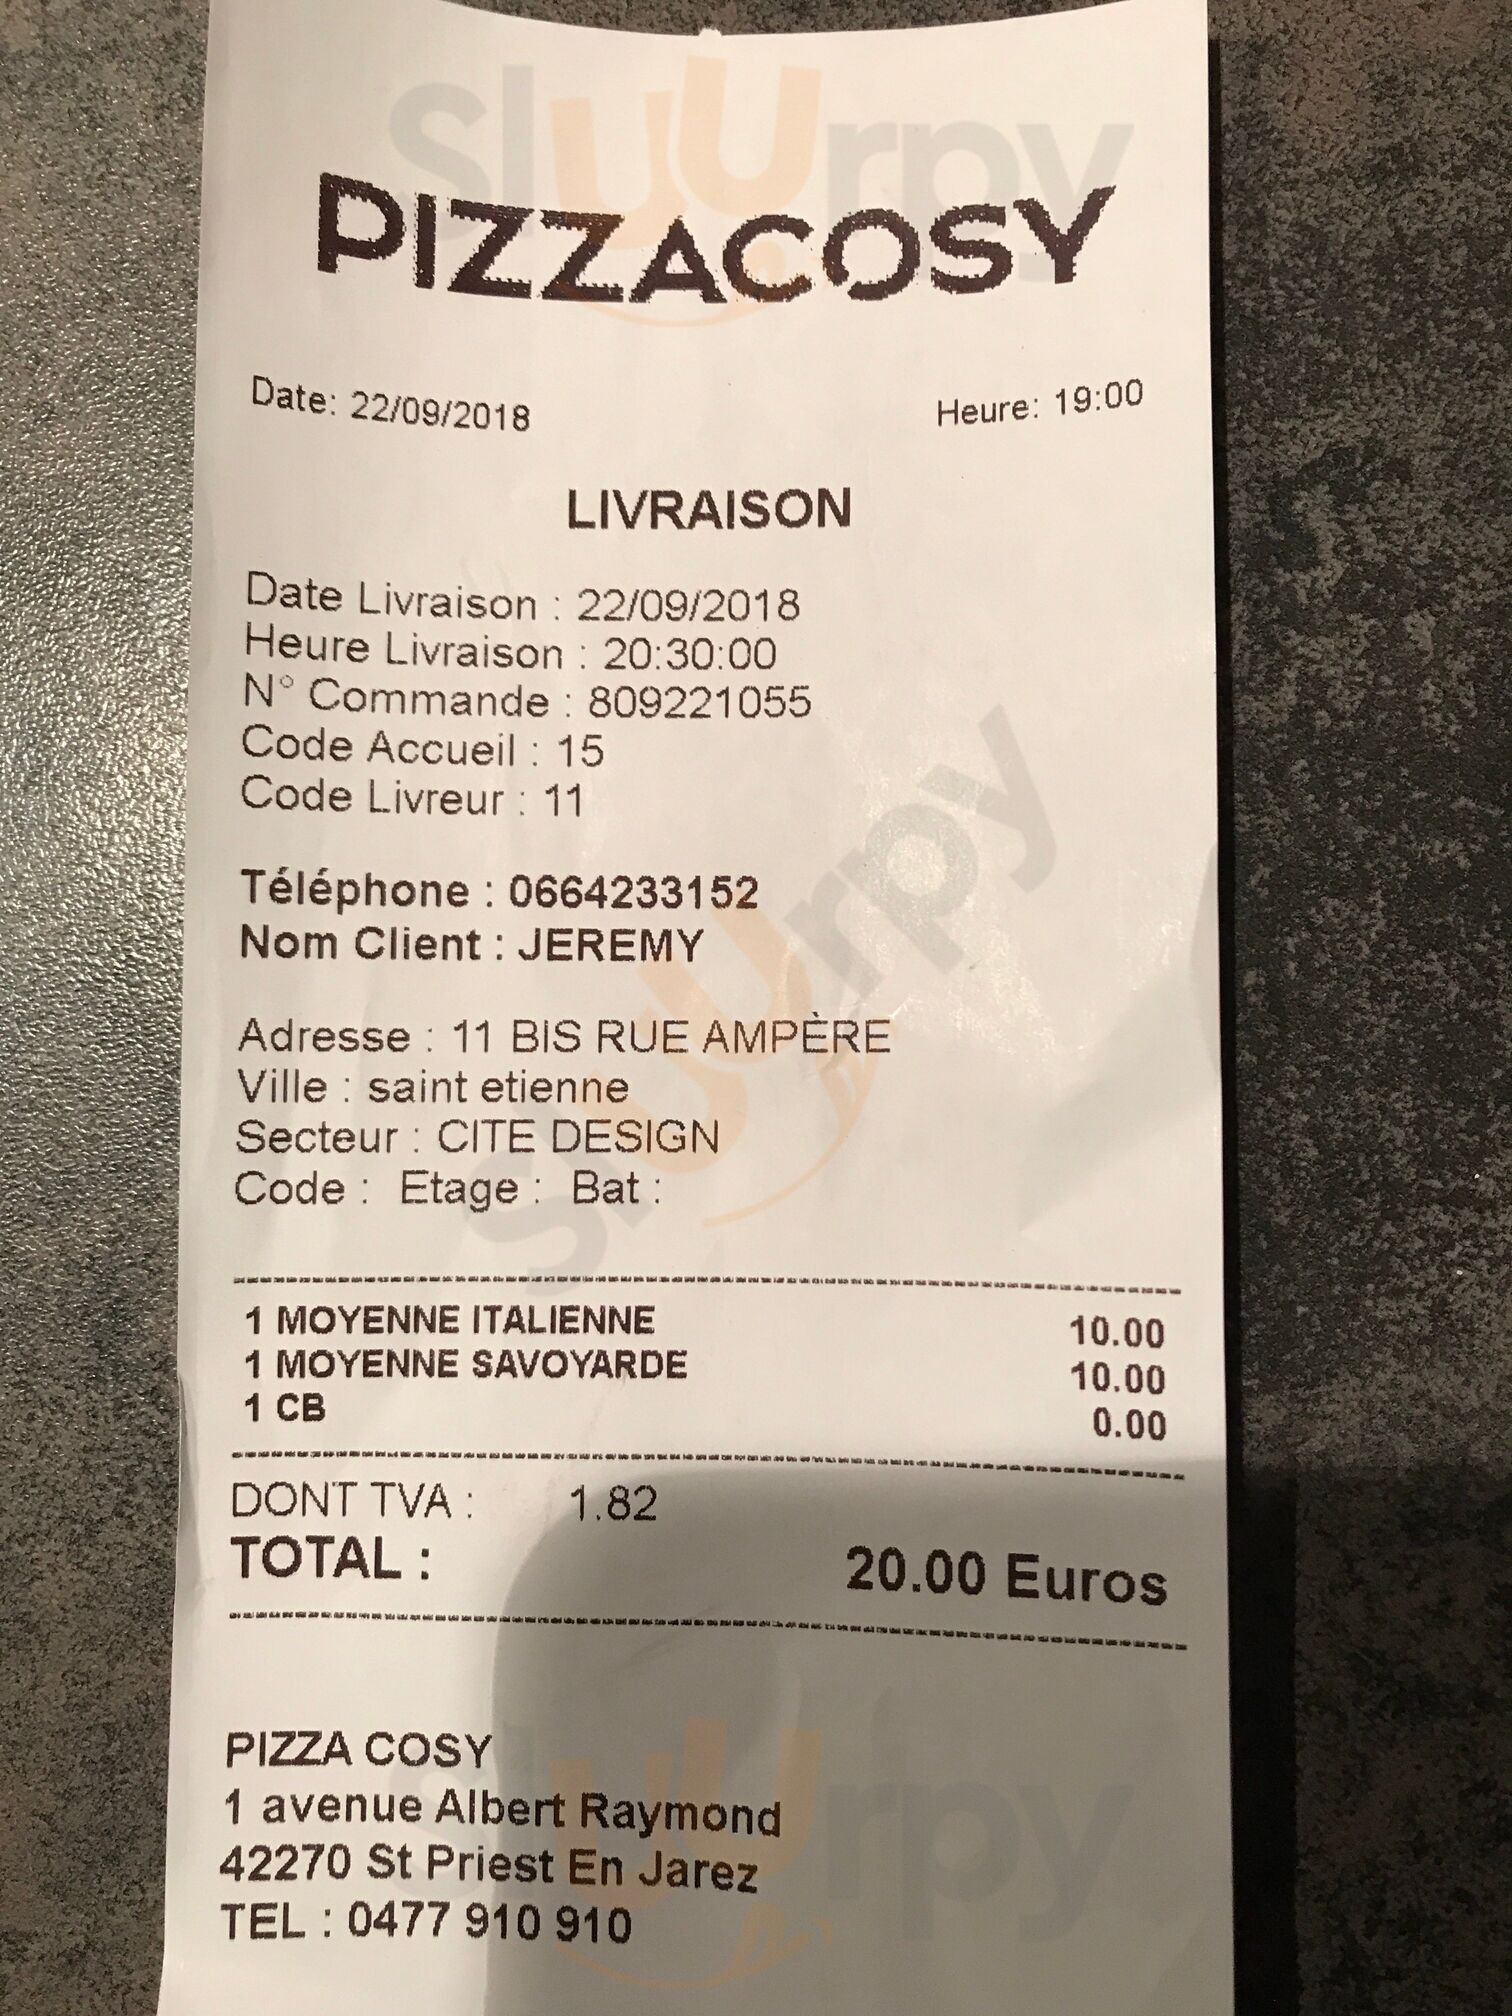 Sluurpy
PIZZACOSY
Date: 22/09/2018 Heure: 19:00
LIVRAISON
Date Livraison : 22/09/2018
Heure Livraison : 20:30:00
N° Commande : 809221055
Code Accueil : 15
Code Livreur : 11
Téléphone : 0664233152
Nom Client : JEREMY
sluurpy
Adresse : 11 BIS RUE AMPÈRE
Ville : saint etienne
Secteur : CITE DESIGN
Code : Etage : Bat :
1 MOYENNE ITALIENNE 10.00
1 MOYENNE SAVOYARDE 10.00
1 CB 0.00
DONT TVA : 1.82
TOTAL : 20.00 Euros
PIZZA COSY
1 avenue Albert Raymond
42270 St Priest En Jarez
TEL : 0477 910 910
sluurpy